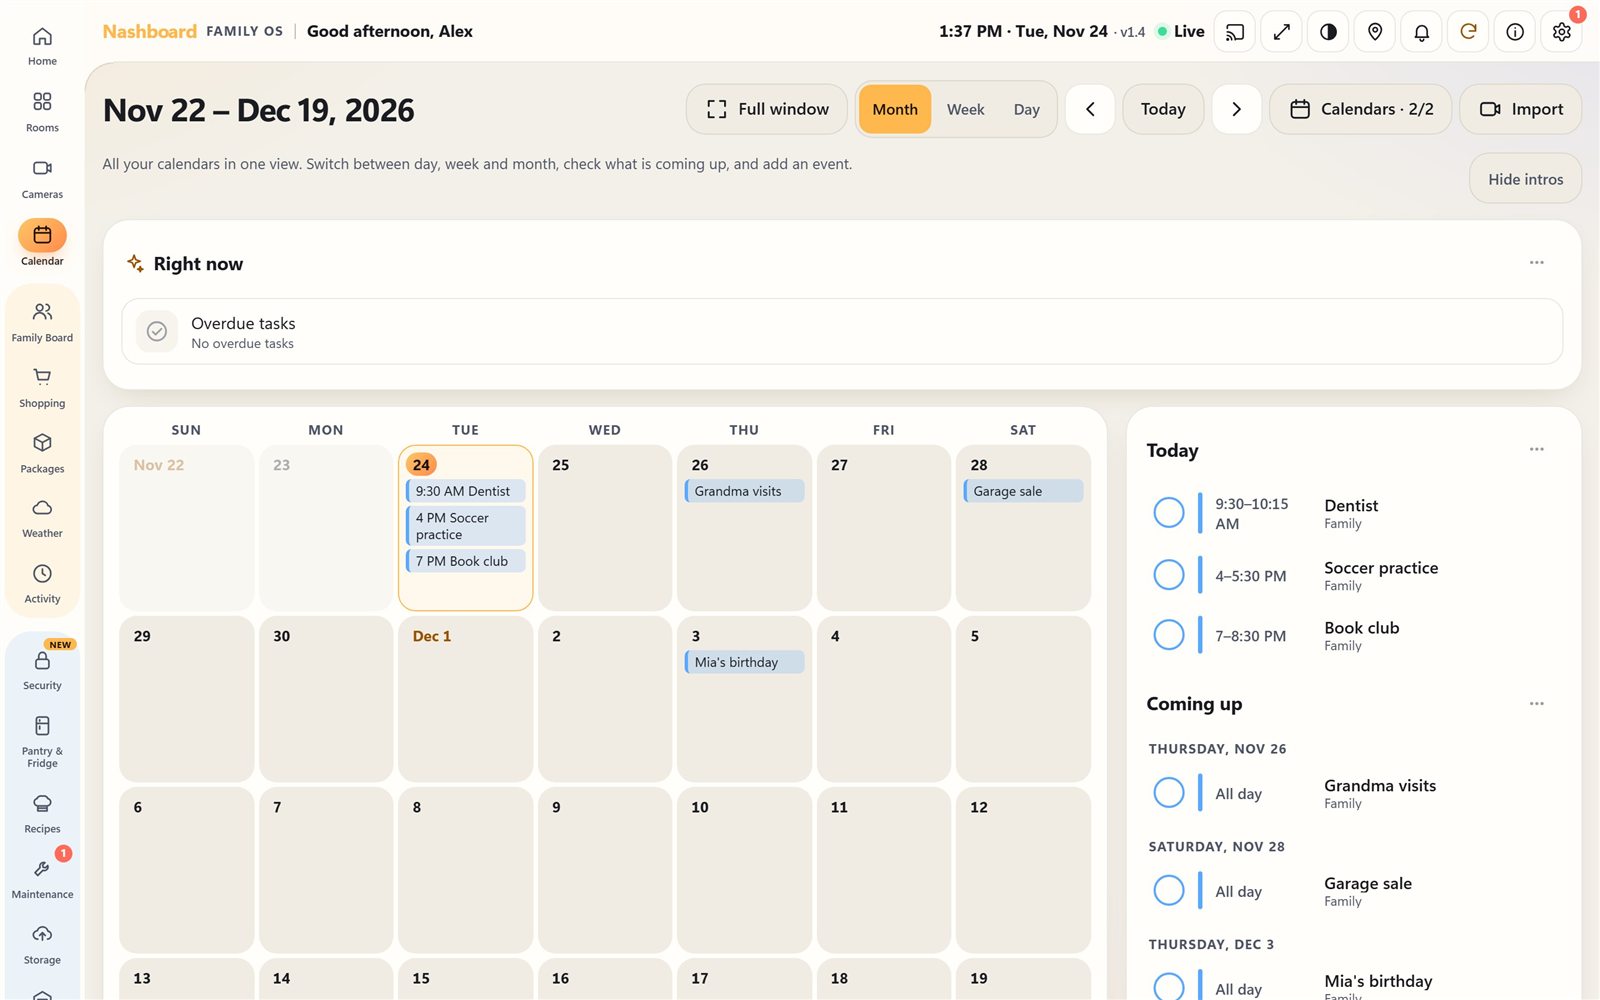 Nashboard FAMILY OS Good afternoon, Alex
1:37 PM · Tue, Nov 24 · v1.4 Live
1
Home
Rooms
Cameras
Calendar
Family Board
Shopping
Packages
Weather
Activity
NEW
Security
Pantry &
Fridge
Recipes
1
Maintenance
Storage
Nov 22 – Dec 19, 2026
Full window
Month Week Day
Today
Calendars · 2/2
Import
All your calendars in one view. Switch between day, week and month, check what is coming up, and add an event.
Hide intros
Right now
Overdue tasks
No overdue tasks
SUN MON TUE WED THU FRI SAT
Nov 22 23 24 25 26 27 28
9:30 AM Dentist
4 PM Soccer
practice
7 PM Book club
Grandma visits
Garage sale
29 30 Dec 1 2 3 4 5
Mia's birthday
6 7 8 9 10 11 12
13 14 15 16 17 18 19
Today
9:30–10:15
AM
Dentist
Family
4–5:30 PM
Soccer practice
Family
7–8:30 PM
Book club
Family
Coming up
THURSDAY, NOV 26
All day
Grandma visits
Family
SATURDAY, NOV 28
All day
Garage sale
Family
THURSDAY, DEC 3
All day
Mia's birthday
Family